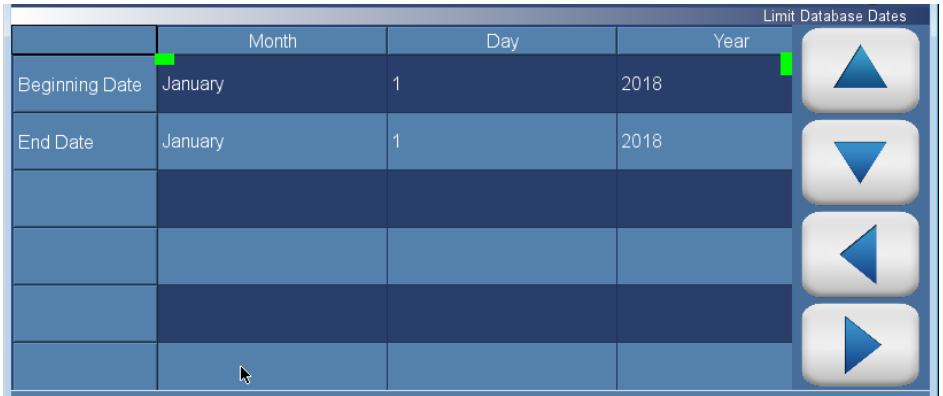 Limit Database Dates
Month Day Year
Beginning Date January 1 2018
End Date January 1 2018